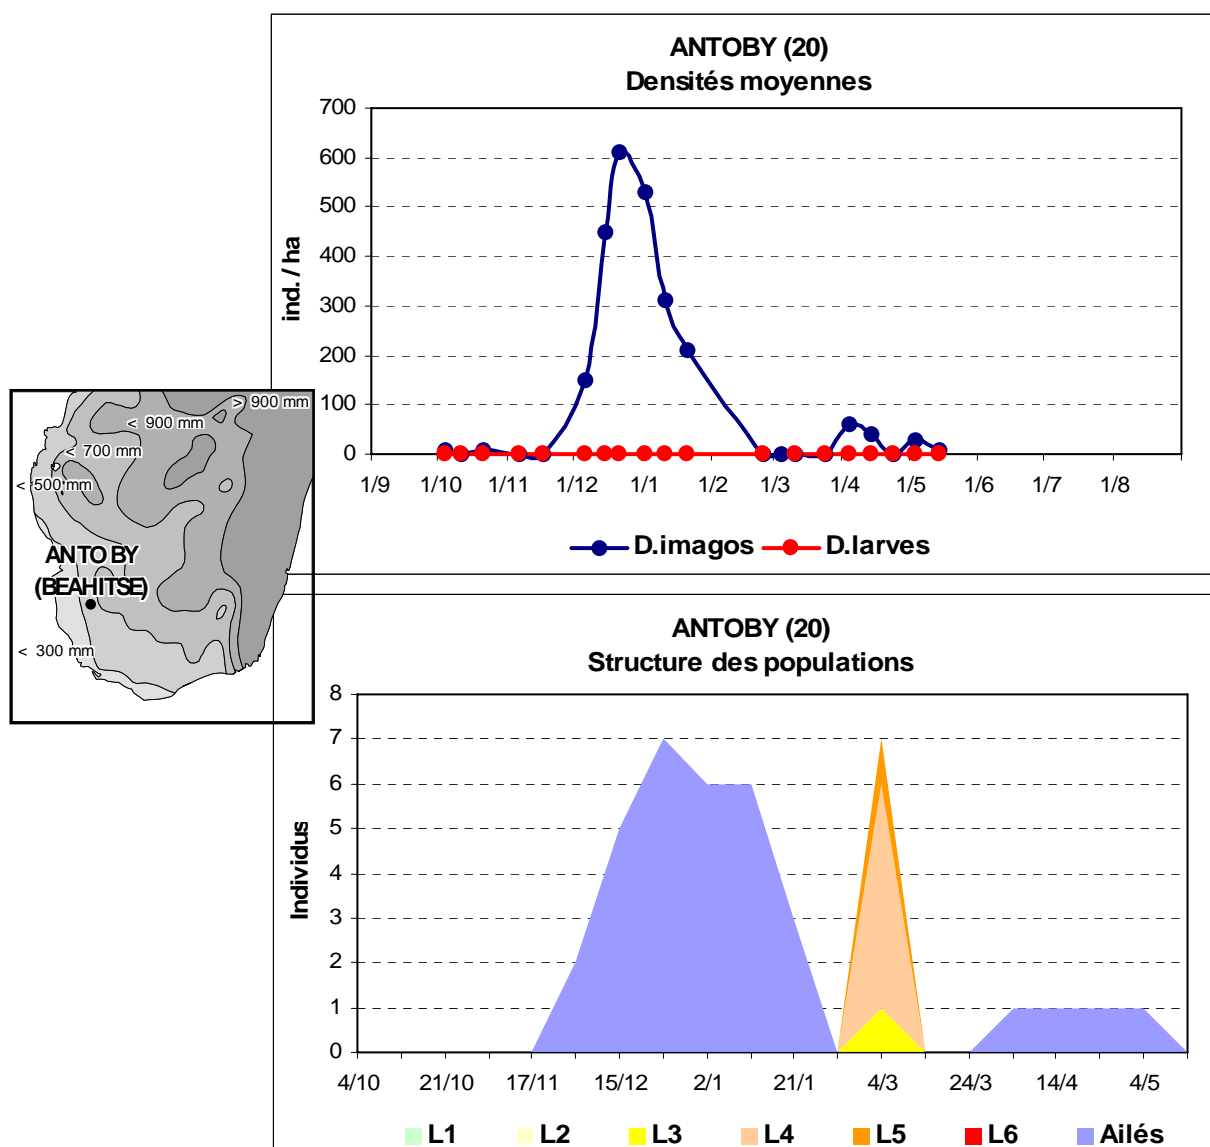 ANTOBY (20)
Densités moyennes
700
600
500
400
300
200
100
0
ind. / ha
1/9 1/10 1/11 1/12 1/1 1/2 1/3 1/4 1/5 1/6 1/7 1/8
D.imagos D.larves
> 900 mm
< 900 mm
< 700 mm
< 500 mm
ANTOBY
(BEAHITSE)
< 300 mm
ANTOBY (20)
Structure des populations
8
7
6
5
4
3
2
1
0
Individus
4/10 21/10 17/11 15/12 2/1 21/1 4/3 24/3 14/4 4/5
L1 L2 L3 L4 L5 L6 Ailés